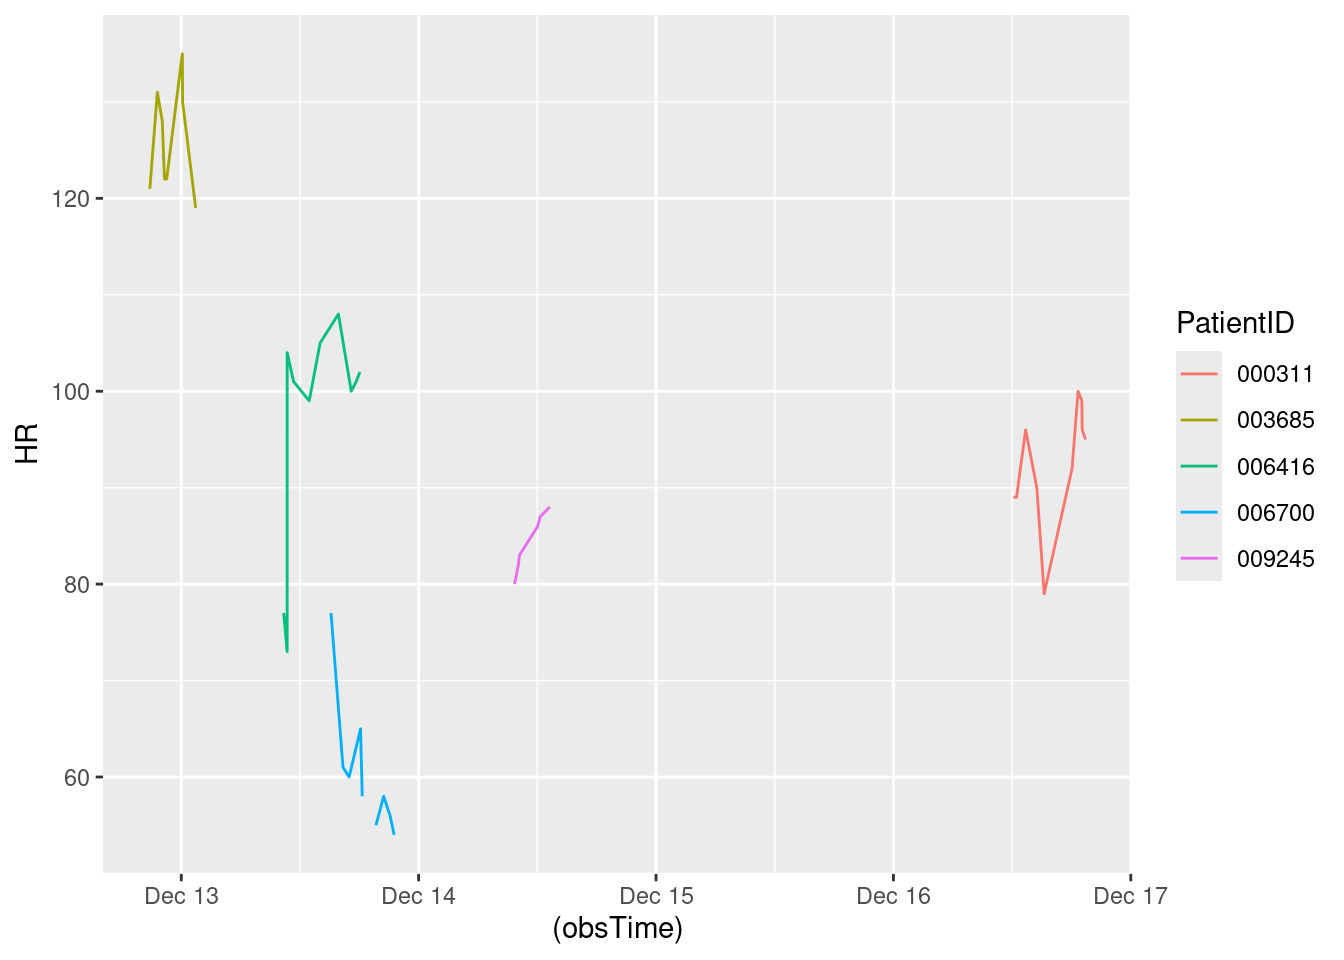 120
100
80
60
HR
Dec 13
Dec 14
Dec 15
Dec 16
Dec 17
(obsTime)
PatientID
000311
003685
006416
006700
009245